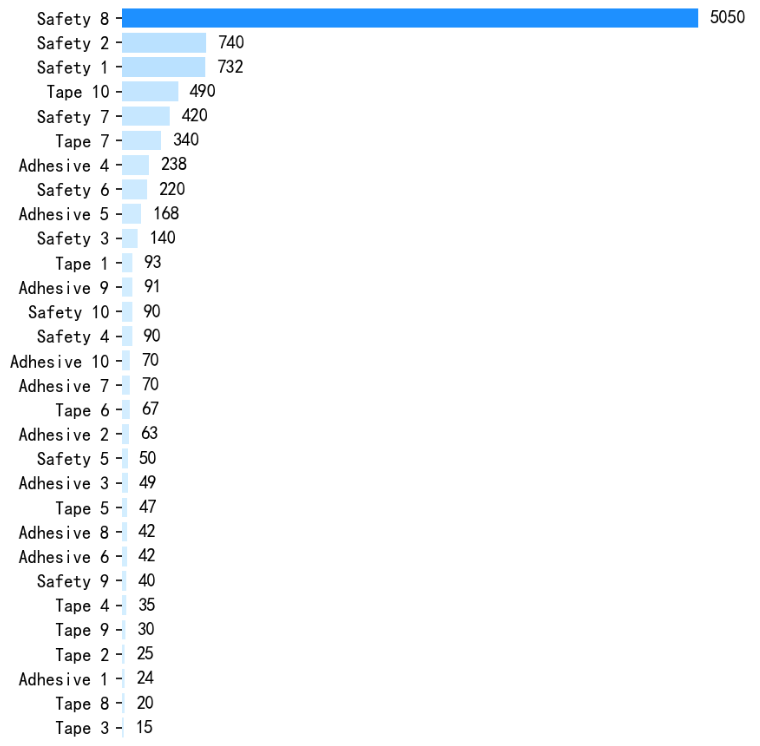 Safety 8 5050
Safety 2 740
Safety 1 732
Tape 10 490
Safety 7 420
Tape 7 340
Adhesive 4 238
Safety 6 220
Adhesive 5 168
Safety 3 140
Tape 1 93
Adhesive 9 91
Safety 10 90
Safety 4 90
Adhesive 10 70
Adhesive 7 70
Tape 6 67
Adhesive 2 63
Safety 5 50
Adhesive 3 49
Tape 5 47
Adhesive 8 42
Adhesive 6 42
Safety 9 40
Tape 4 35
Tape 9 30
Tape 2 25
Adhesive 1 24
Tape 8 20
Tape 3 15